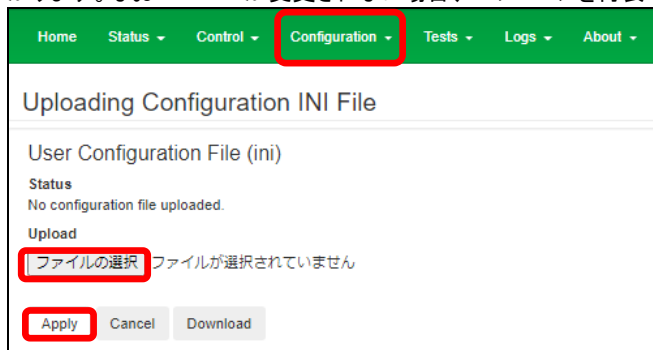 Home Status Control Configuration Tests Logs About
Uploading Configuration INI File
User Configuration File (ini)
Status
No configuration file uploaded.
Upload
ファイルの選択 ファイルが選択されていません
Apply Cancel Download